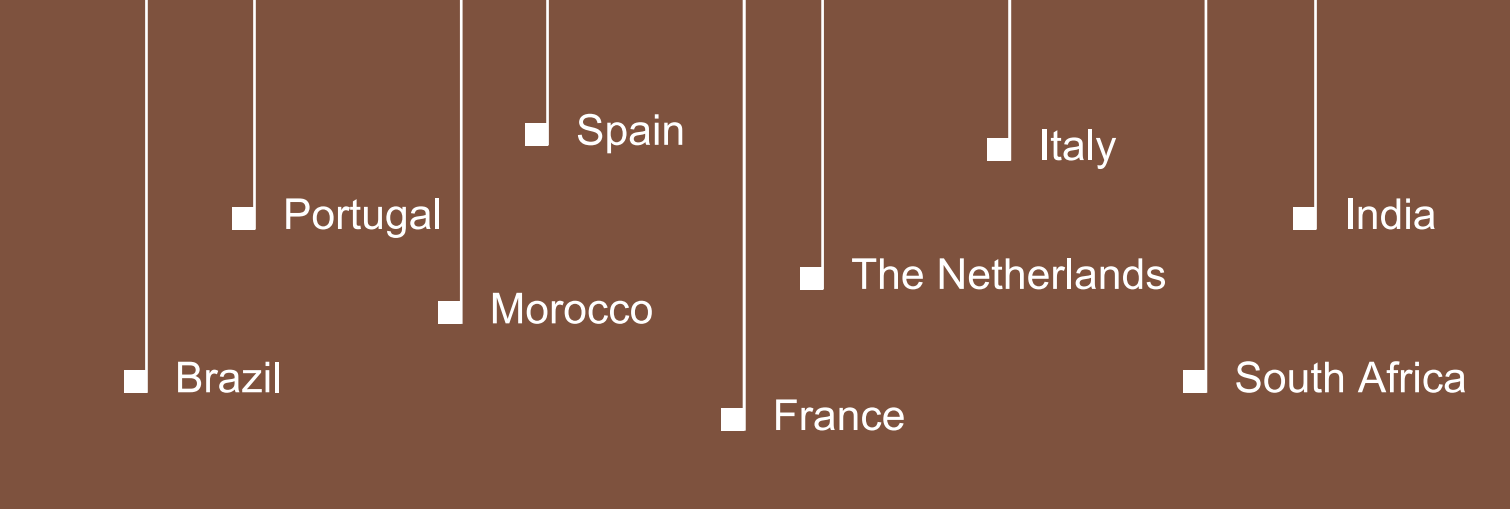 Spain
Italy
Portugal
India
The Netherlands
Morocco
Brazil
South Africa
France